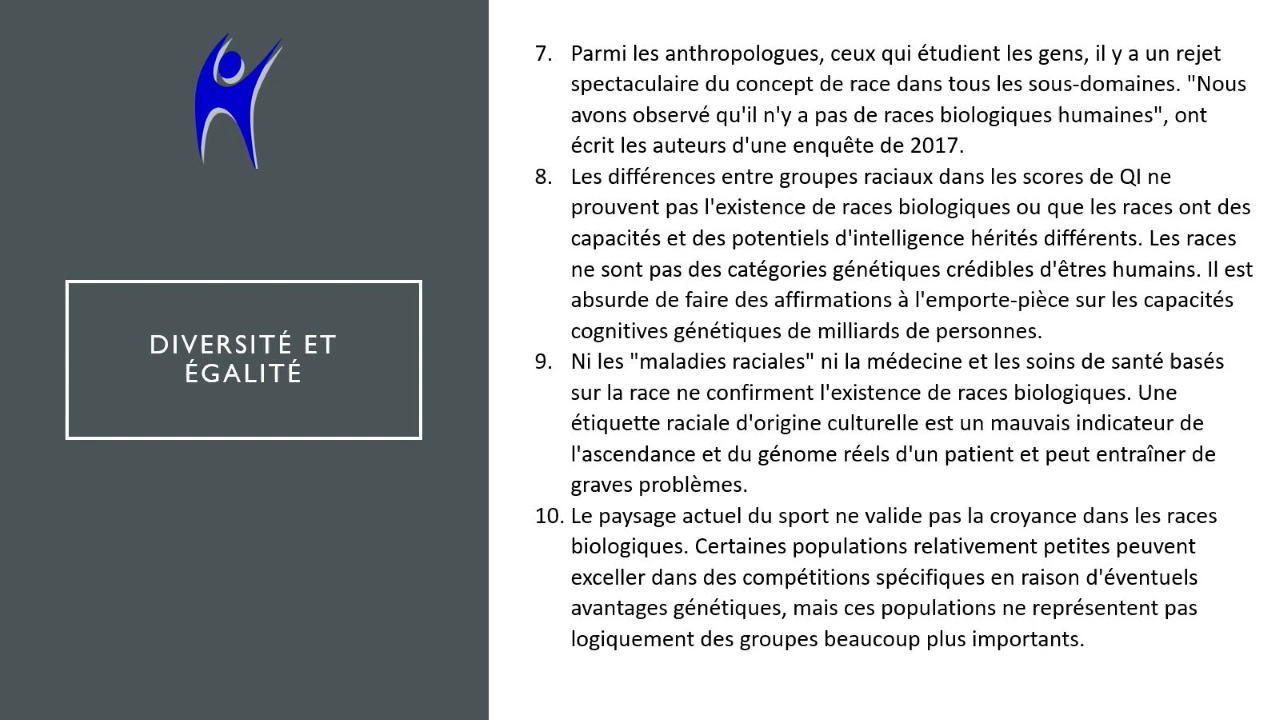 DIVERSITÉ ET
ÉGALITÉ
7. Parmi les anthropologues, ceux qui étudient les gens, il y a un rejet
spectaculaire du concept de race dans tous les sous-domaines. "Nous
avons observé qu'il n'y a pas de races biologiques humaines", ont
écrit les auteurs d'une enquête de 2017.
8. Les différences entre groupes raciaux dans les scores de QI ne
prouvent pas l'existence de races biologiques ou que les races ont des
capacités et des potentiels d'intelligence hérités différents. Les races
ne sont pas des catégories génétiques crédibles d'êtres humains. Il est
absurde de faire des affirmations à l'emporte-pièce sur les capacités
cognitives génétiques de milliards de personnes.
9. Ni les "maladies raciales" ni la médecine et les soins de santé basés
sur la race ne confirment l'existence de races biologiques. Une
étiquette raciale d'origine culturelle est un mauvais indicateur de
l'ascendance et du génome réels d'un patient et peut entraîner de
graves problèmes.
10. Le paysage actuel du sport ne valide pas la croyance dans les races
biologiques. Certaines populations relativement petites peuvent
exceller dans des compétitions spécifiques en raison d'éventuels
avantages génétiques, mais ces populations ne représentent pas
logiquement des groupes beaucoup plus importants.